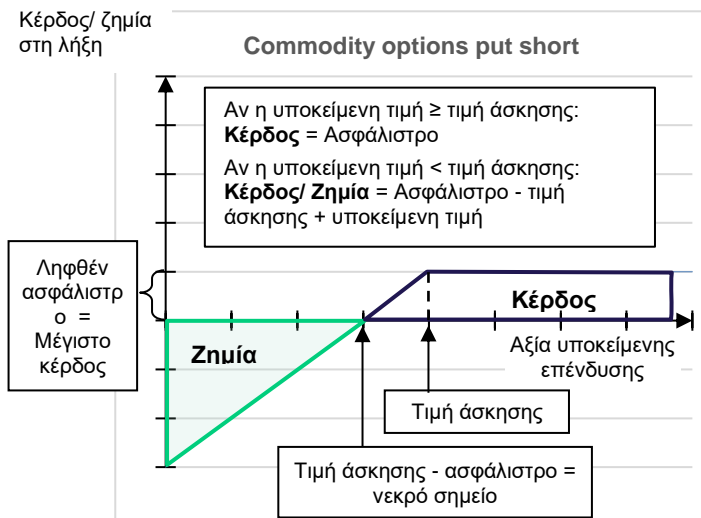 Κέρδος/ ζημία
στη λήξη
Commodity options put short
Αν η υποκείμενη τιμή ≥ τιμή άσκησης:
Κέρδος = Ασφάλιστρο
Αν η υποκείμενη τιμή < τιμή άσκησης:
Κέρδος/ Ζημία = Ασφάλιστρο - τιμή
άσκησης + υποκείμενη τιμή
Ληφθέν
ασφάλιστρ
ο =
Μέγιστο
κέρδος
Κέρδος
Ζημία
Αξία υποκείμενης
επένδυσης
Τιμή άσκησης
Τιμή άσκησης - ασφάλιστρο =
νεκρό σημείο